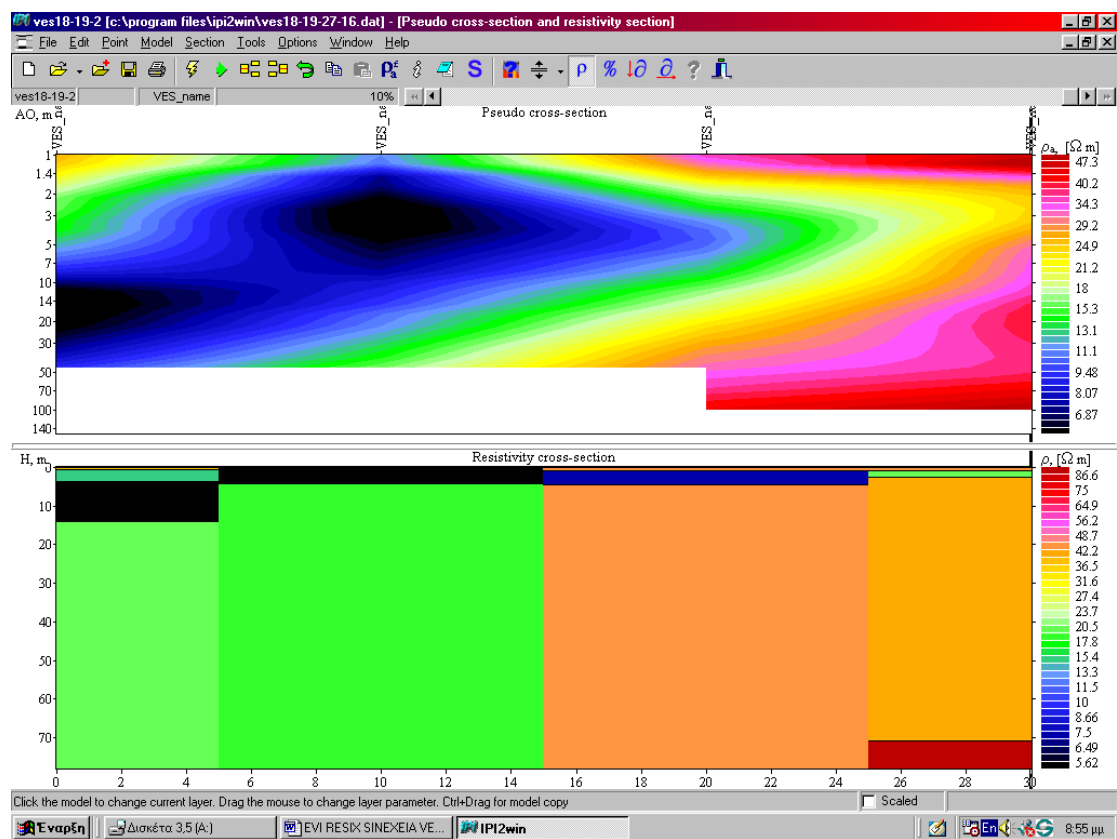 ves18-19-2 [c:\program files\ipi2win\ves18-19-27-16.dat] - [Pseudo cross-section and resistivity section]
File Edit Point Model Section Tools Options Window Help
ves18-19-2 VES_name 10%
AO, m
Pseudo cross-section
VES_na
VES_na
VES_na
ρa, [Ω m]
1
1.4
2
3
5
7
10
14
20
30
50
70
100
140
47.3
40.2
34.3
29.2
24.9
21.2
18
15.3
13.1
11.1
9.48
8.07
6.87
H, m
Resistivity cross-section
ρ, [Ω m]
0
10
20
30
40
50
60
70
86.6
75
64.9
56.2
48.7
42.2
36.5
31.6
27.4
23.7
20.5
17.8
15.4
13.3
11.5
10
8.66
7.5
6.49
5.62
0 2 4 6 8 10 12 14 16 18 20 22 24 26 28 30
Click the model to change current layer. Drag the mouse to change layer parameter. Ctrl+Drag for model copy
Scaled
Έναρξη
Δισκέτα 3,5 (A:)
EVI RESIX SINEXEIA VE...
IPI2win
En
8:55 μμ